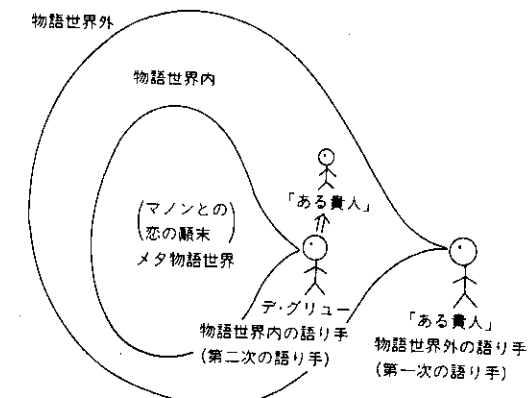 物語世界外
物語世界内
「ある貴人」
(マノンとの)
(恋の顚末)
メタ物語世界
デ・グリュー
物語世界内の語り手
(第二次の語り手)
「ある貴人」
物語世界外の語り手
(第一次の語り手)